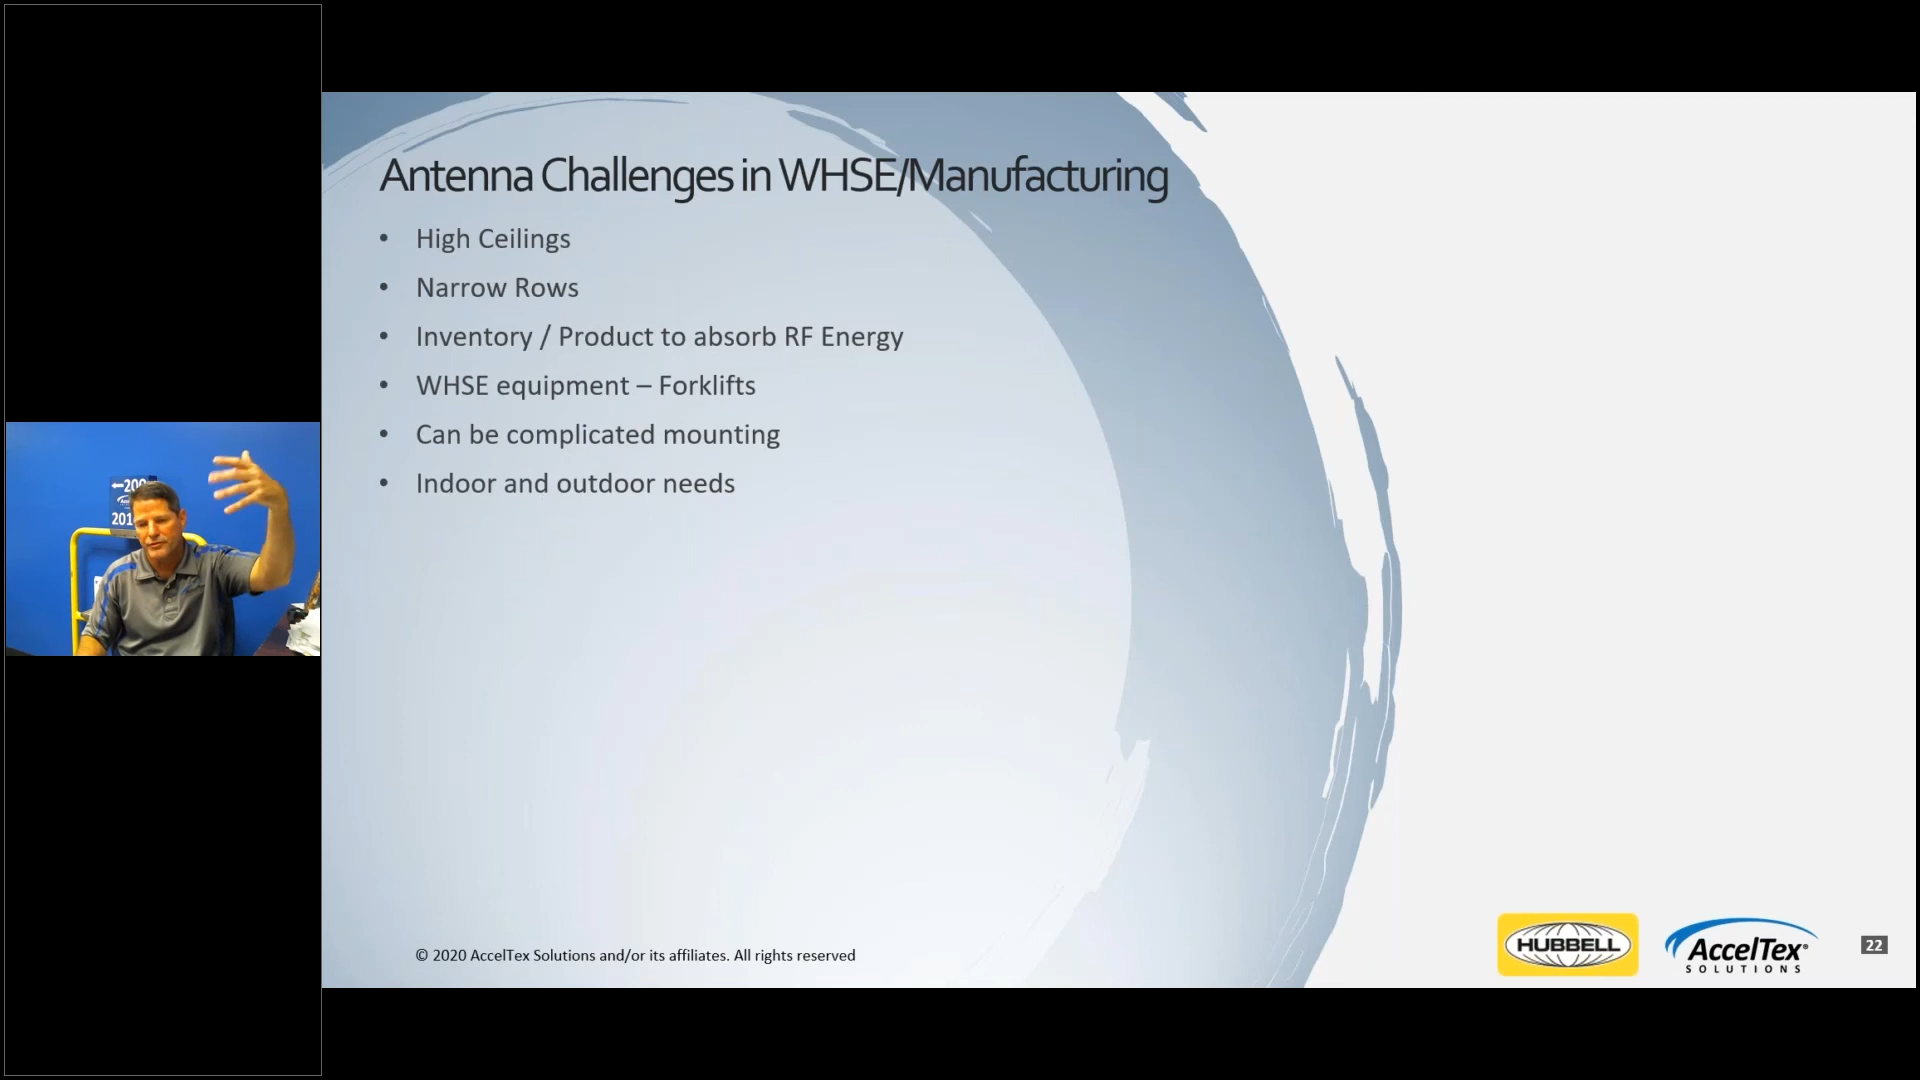 Antenna Challenges in WHSE/Manufacturing
• High Ceilings
• Narrow Rows
• Inventory / Product to absorb RF Energy
• WHSE equipment – Forklifts
• Can be complicated mounting
• Indoor and outdoor needs
←200
201
© 2020 AccelTex Solutions and/or its affiliates. All rights reserved
HUBBELL
AccelTex®
SOLUTIONS
22